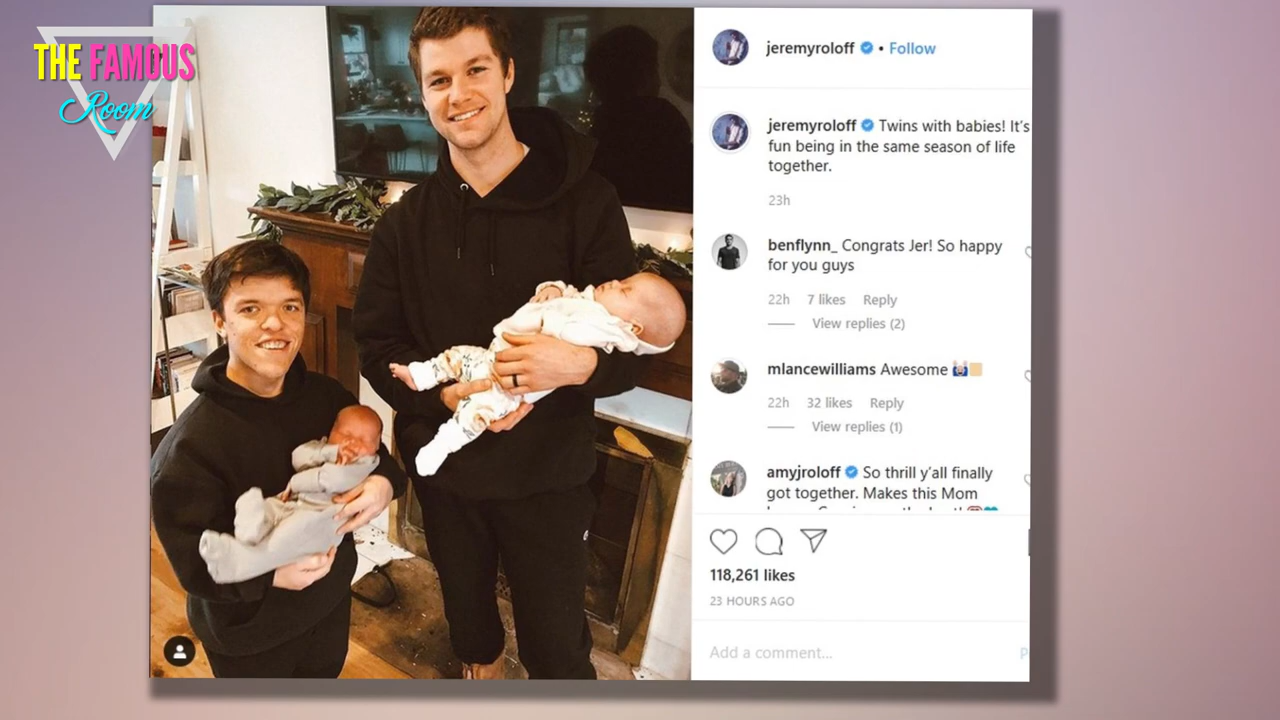 THE FAMOUS
Room
jeremyroloff • Follow
jeremyroloff Twins with babies! It's
fun being in the same season of life
together.
23h
benflynn_ Congrats Jer! So happy
for you guys
22h 7 likes Reply
View replies (2)
mlancewilliams Awesome
22h 32 likes Reply
View replies (1)
amyjroloff So thrill y'all finally
got together. Makes this Mom
118,261 likes
23 HOURS AGO
Add a comment...
P